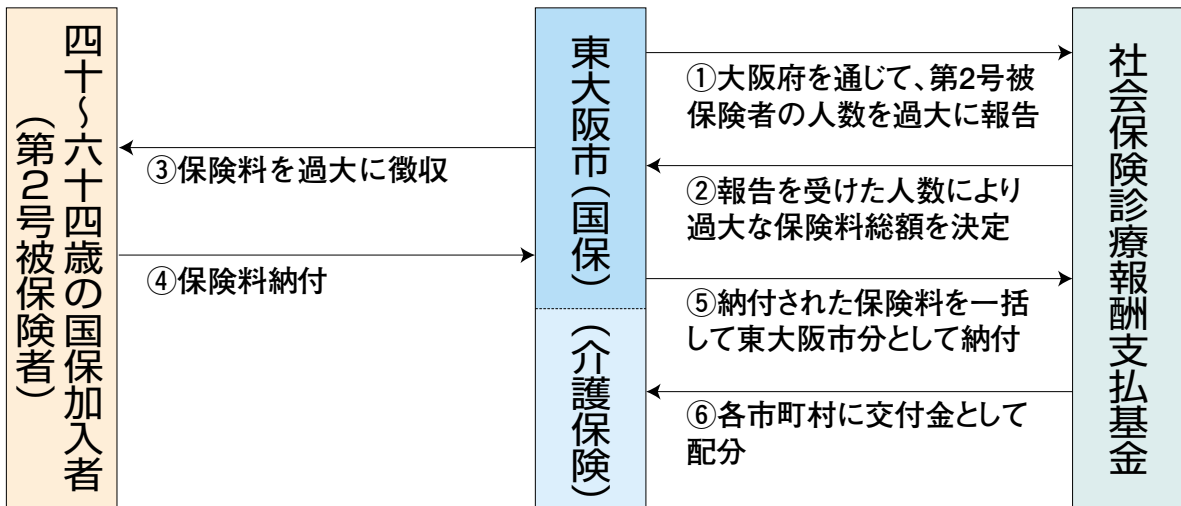 四十〜六十四歳の国保加入者
（第２号被保険者）
③保険料を過大に徴収
④保険料納付
東大阪市（国保）
（介護保険）
①大阪府を通じて、第2号被
保険者の人数を過大に報告
②報告を受けた人数により
過大な保険料総額を決定
⑤納付された保険料を一括
して東大阪市分として納付
⑥各市町村に交付金として
配分
社会保険診療報酬支払基金